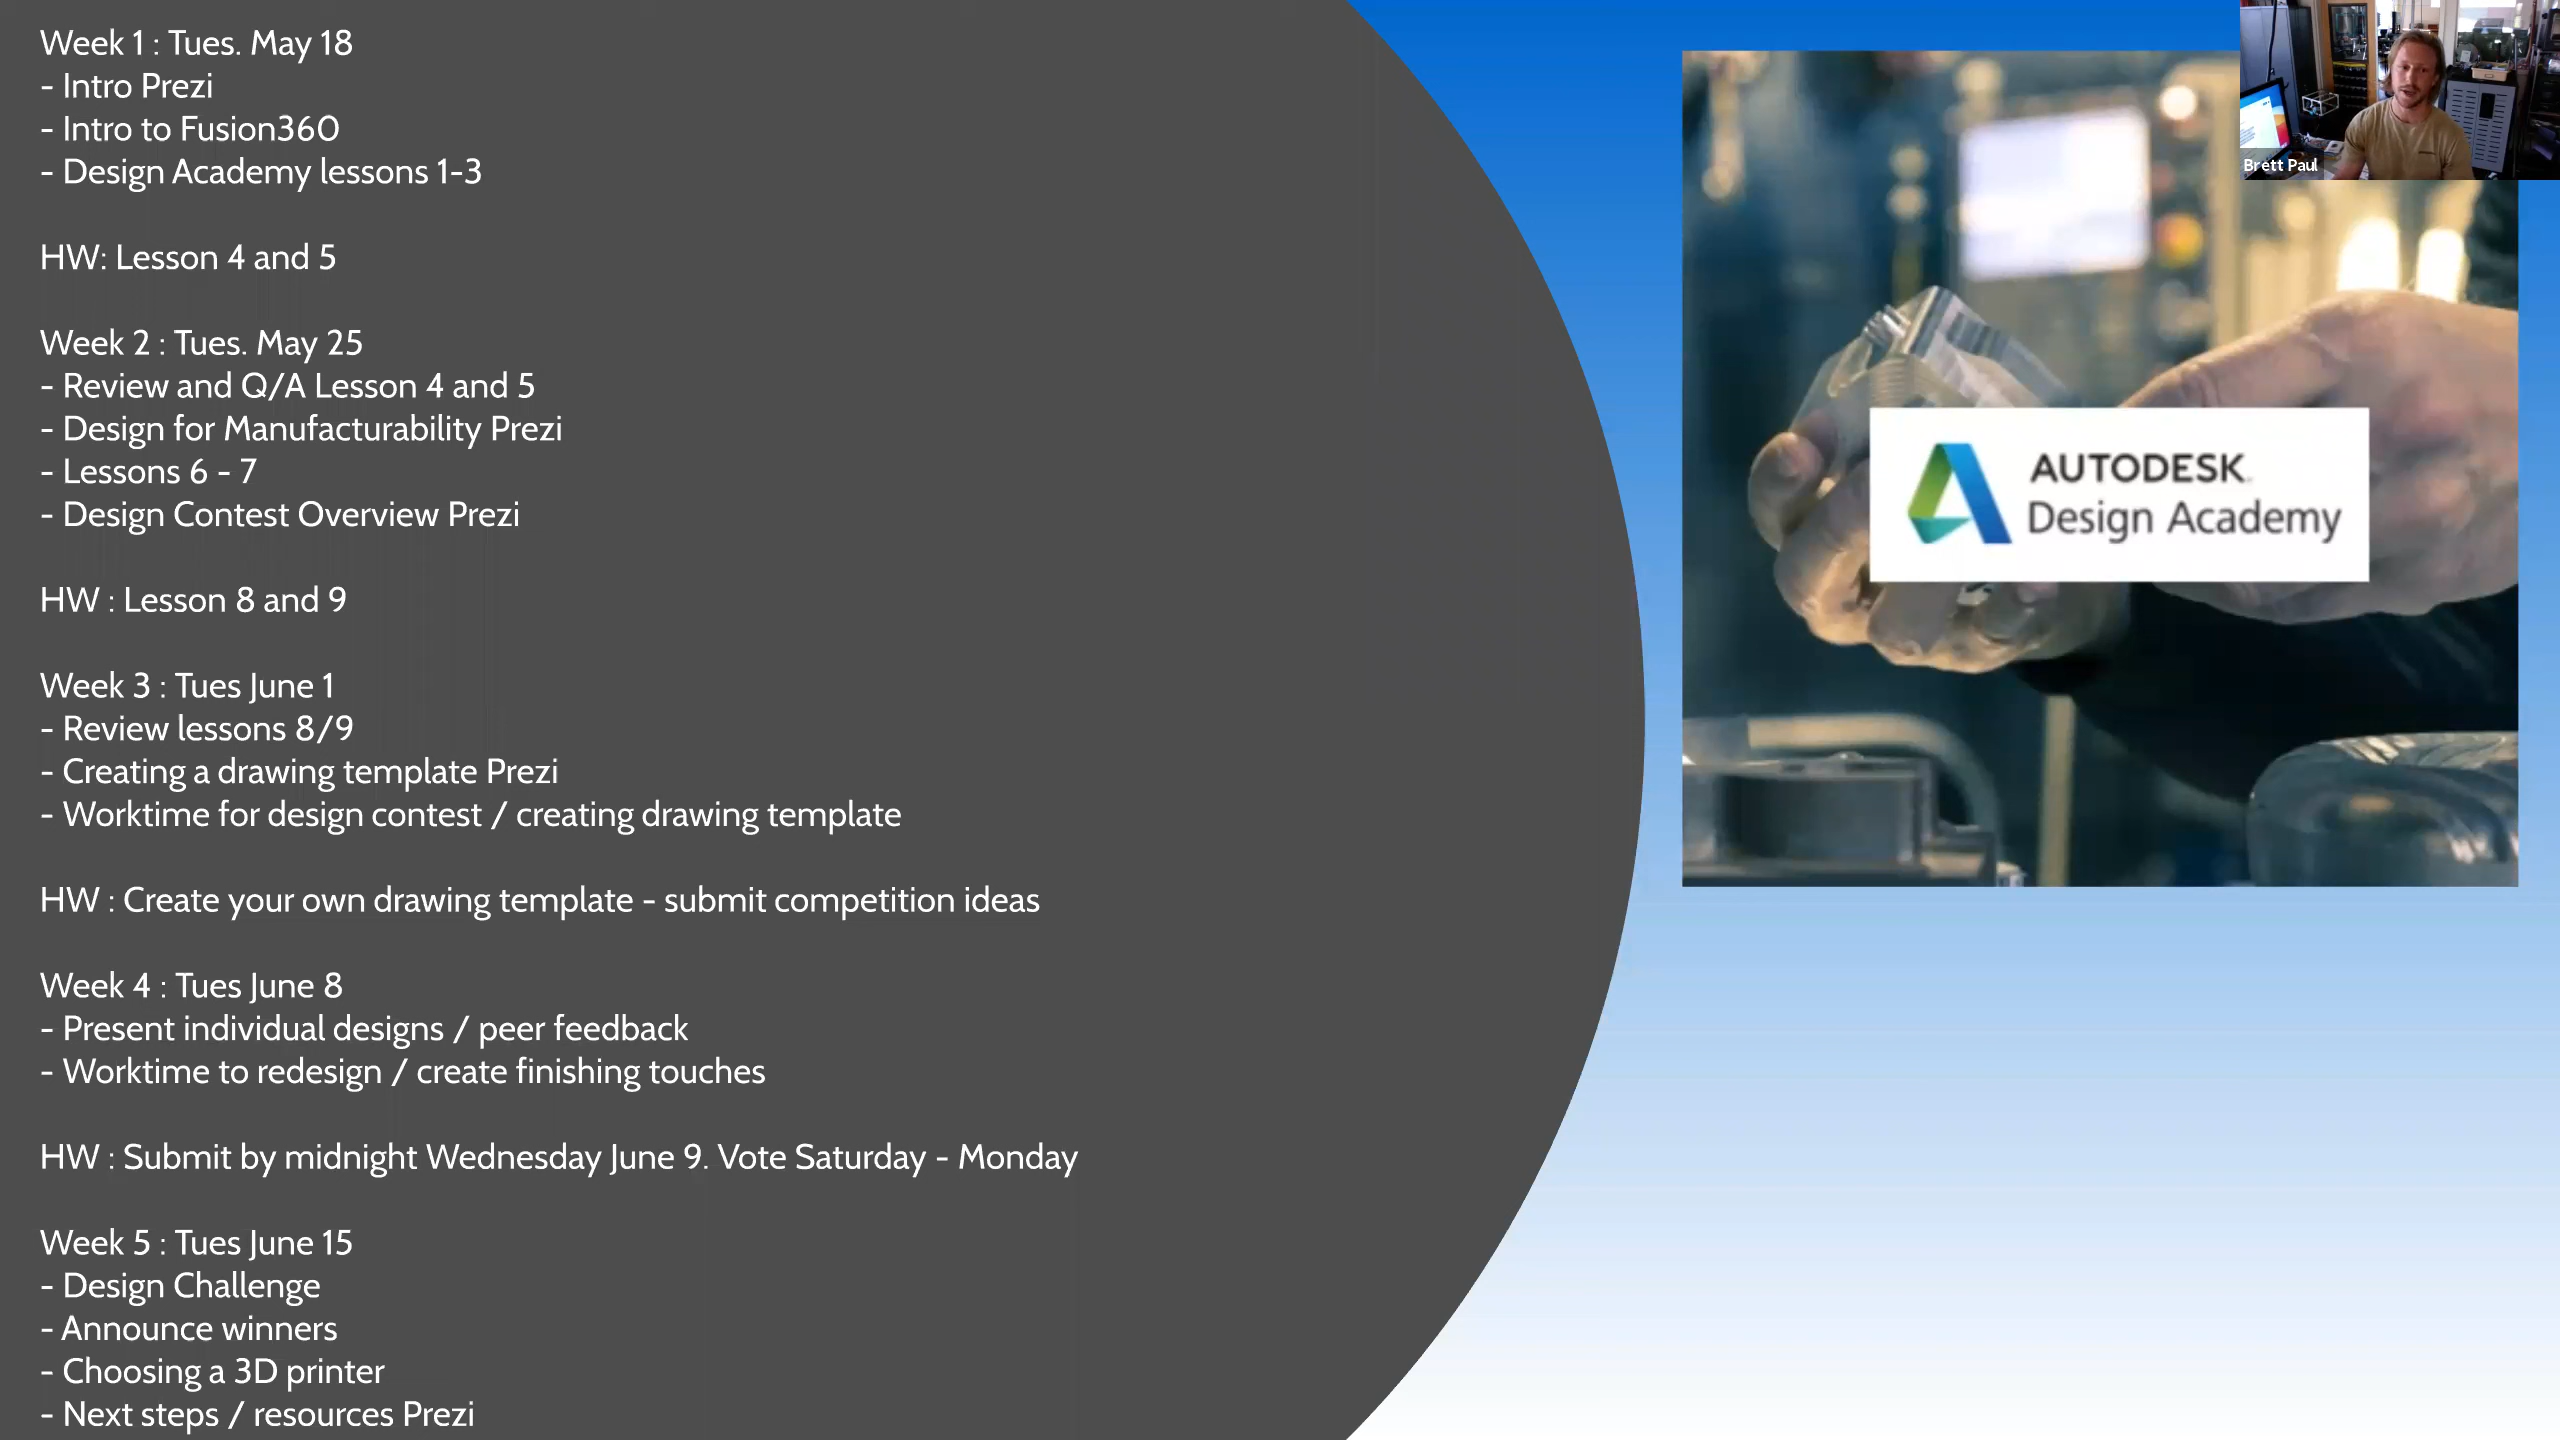 Week 1 : Tues. May 18
- Intro Prezi
- Intro to Fusion360
- Design Academy lessons 1-3
HW: Lesson 4 and 5
Week 2 : Tues. May 25
- Review and Q/A Lesson 4 and 5
- Design for Manufacturability Prezi
- Lessons 6 - 7
- Design Contest Overview Prezi
HW : Lesson 8 and 9
Week 3 : Tues June 1
- Review lessons 8/9
- Creating a drawing template Prezi
- Worktime for design contest / creating drawing template
HW : Create your own drawing template - submit competition ideas
Week 4 : Tues June 8
- Present individual designs / peer feedback
- Worktime to redesign / create finishing touches
HW : Submit by midnight Wednesday June 9. Vote Saturday - Monday
Week 5 : Tues June 15
- Design Challenge
- Announce winners
- Choosing a 3D printer
- Next steps / resources Prezi
AUTODESK.
Design Academy
Brett Paul